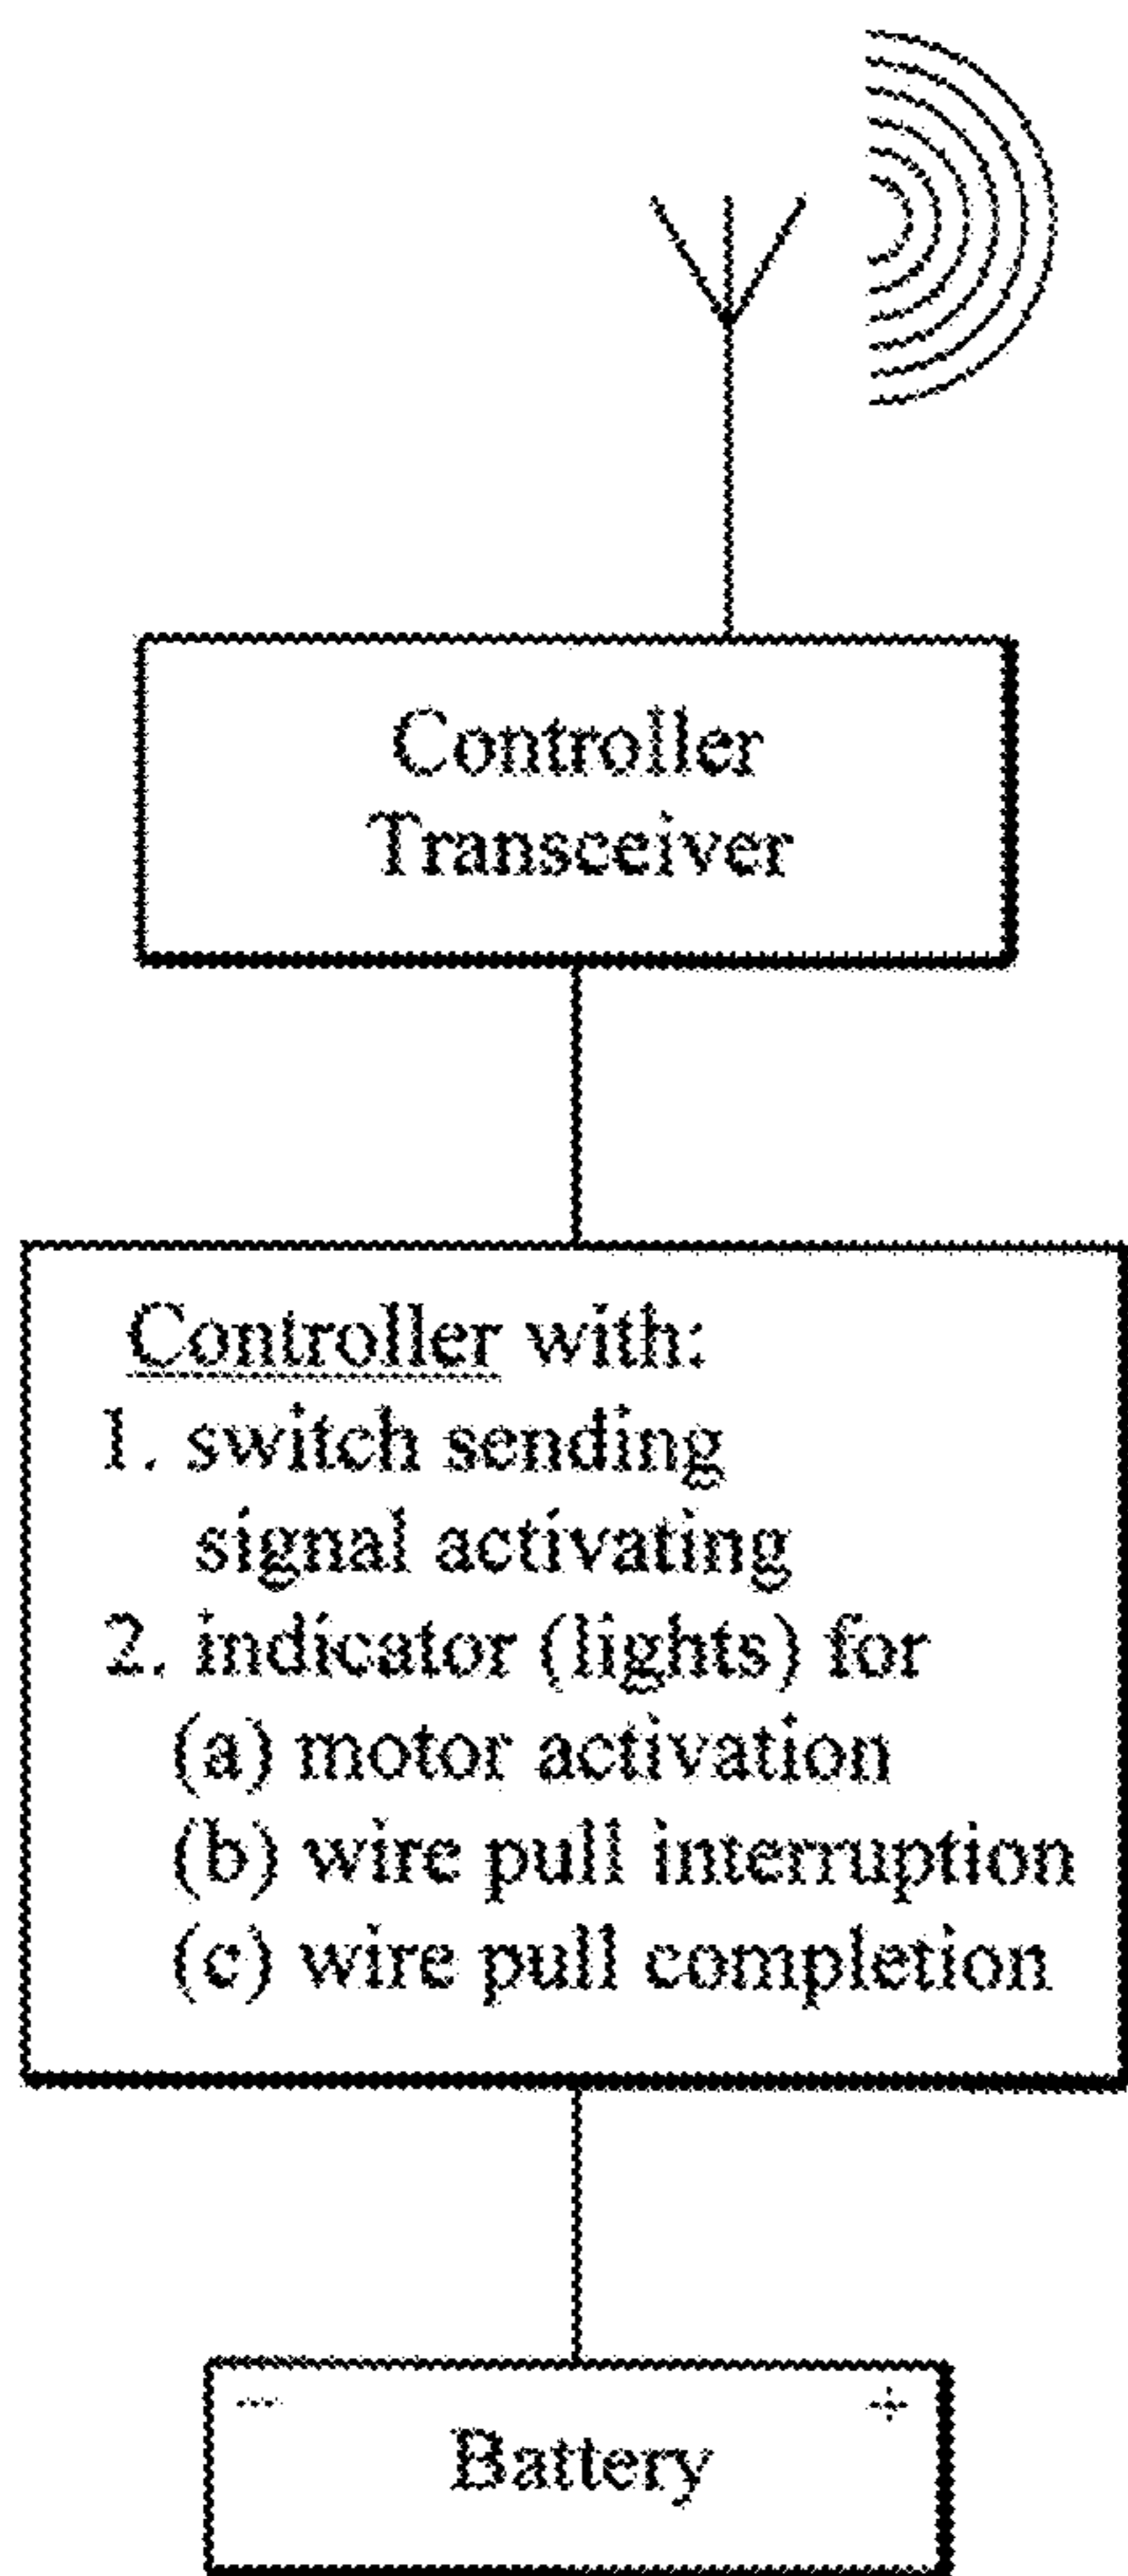 Controller
Transceiver
Controller with:
1. switch sending
signal activating
2. indicator (lights) for
(a) motor activation
(b) wire pull interruption
(c) wire pull completion
- +
Battery